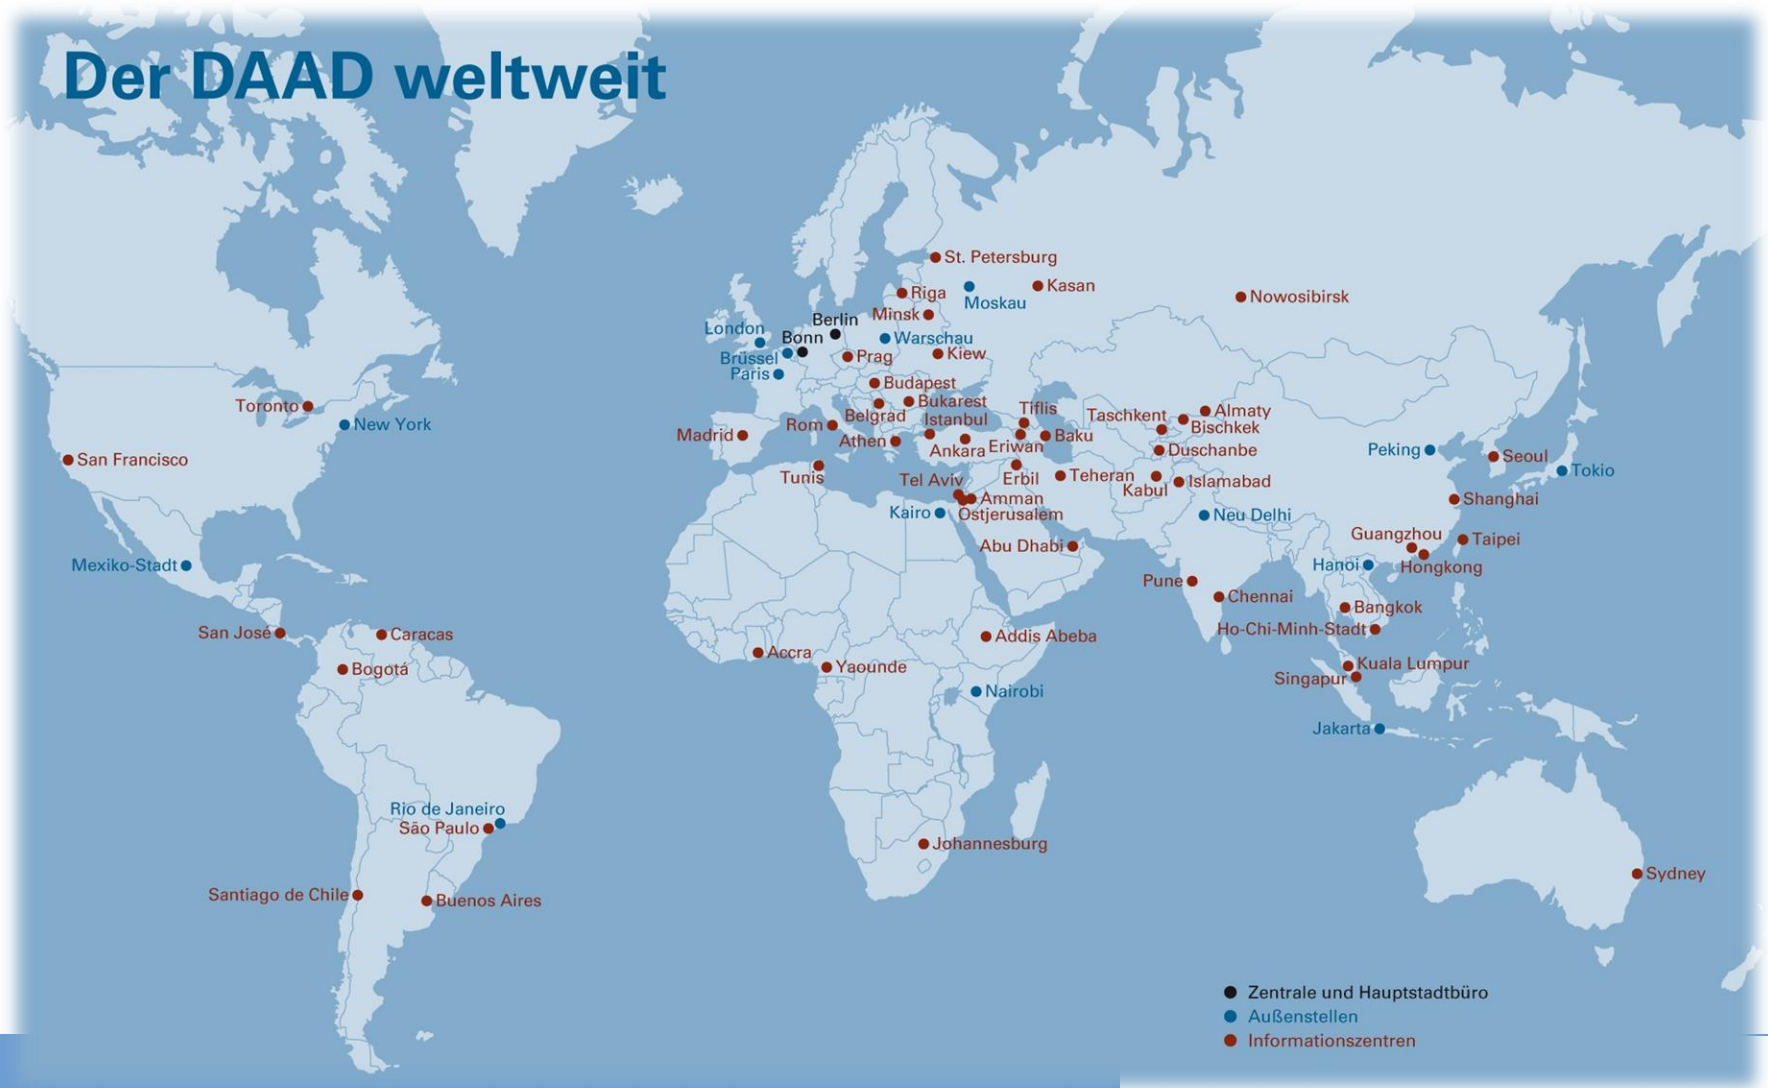 Der DAAD weltweit
St. Petersburg
Kasan
Moskau
Riga
Nowosibirsk
Minsk
Berlin
London
Bonn
Warschau
Brüssel
Prag
Kiew
Paris
Budapest
Bukarest
Belgrad
Istanbul
Toronto
New York
Madrid
Rom
Athen
Ankara
Tiflis
Eriwan
Baku
Taschkent
Almaty
Bischkek
Duschanbe
San Francisco
Tunis
Tel Aviv
Erbil
Teheran
Kabul
Islamabad
Peking
Seoul
Tokio
Shanghai
Amman
Kairo
Ostjerusalem
Neu Delhi
Abu Dhabi
Guangzhou
Taipei
Hongkong
Hanoi
Mexiko-Stadt
Pune
Chennai
Bangkok
Ho-Chi-Minh-Stadt
San José
Caracas
Bogotá
Accra
Yaounde
Addis Abeba
Nairobi
Kuala Lumpur
Singapur
Jakarta
Rio de Janeiro
São Paulo
Johannesburg
Santiago de Chile
Buenos Aires
Sydney
Zentrale und Hauptstadtbüro
Außenstellen
Informationszentren